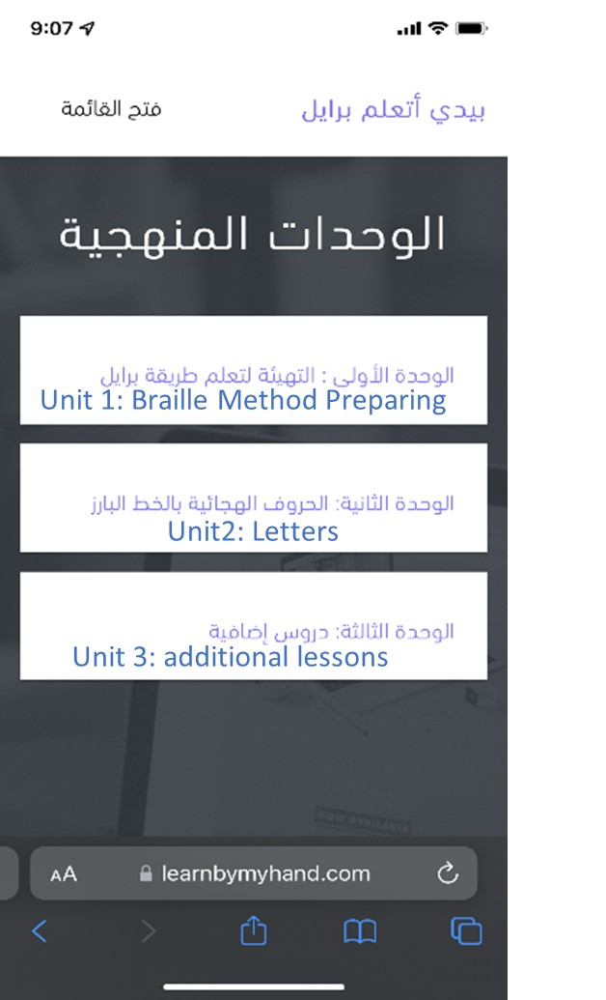 9:07
بيدي أتعلم برايل
فتح القائمة
الوحدات المنهجية
الوحدة الأولى : التهيئة لتعلم طريقة برايل
Unit 1: Braille Method Preparing
الوحدة الثانية: الحروف الهجائية بالخط البارز
Unit2: Letters
الوحدة الثالثة: دروس إضافية
Unit 3: additional lessons
NOW AVAILABLE
AA learnbymyhand.com